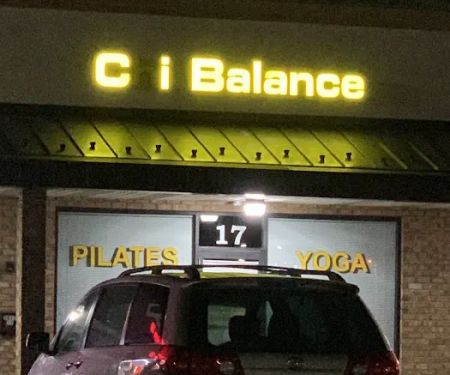 C i Balance
17
PILATES YOGA